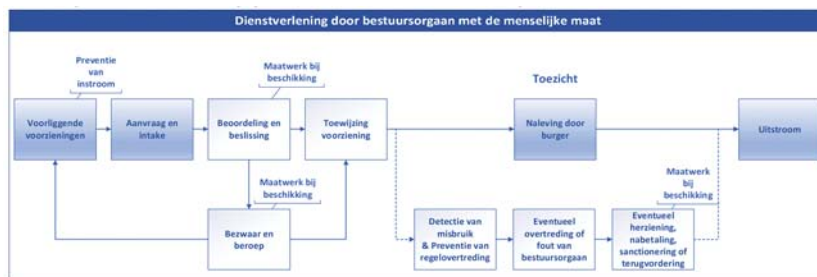 Dienstverlening door bestuursorgaan met de menselijke maat
Preventie
van
instroom
Maatwerk bij
beschikking
Toezicht
Voorliggende
voorzieningen
Aanvraag en
intake
Beoordeling en
beslissing
Toewijzing
voorziening
Naleving door
burger
Uitstroom
Maatwerk bij
beschikking
Maatwerk
bij
beschikking
Bezwaar en
beroep
Detectie van
misbruik
& Preventie van
regelovertreding
Eventueel
overtreding of
fout van
bestuursorgaan
Eventueel
herziening,
nabetaling,
sanctionering of
terugvordering